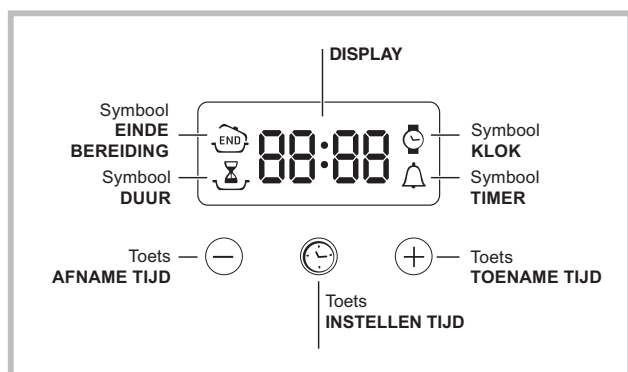 DISPLAY
Symbool
EINDE
BEREIDING
END
88:88
Symbool
KLOK
Symbool
DUUR
Symbool
TIMER
Toets
AFNAME TIJD
Toets
TOENAME TIJD
Toets
INSTELLEN TIJD